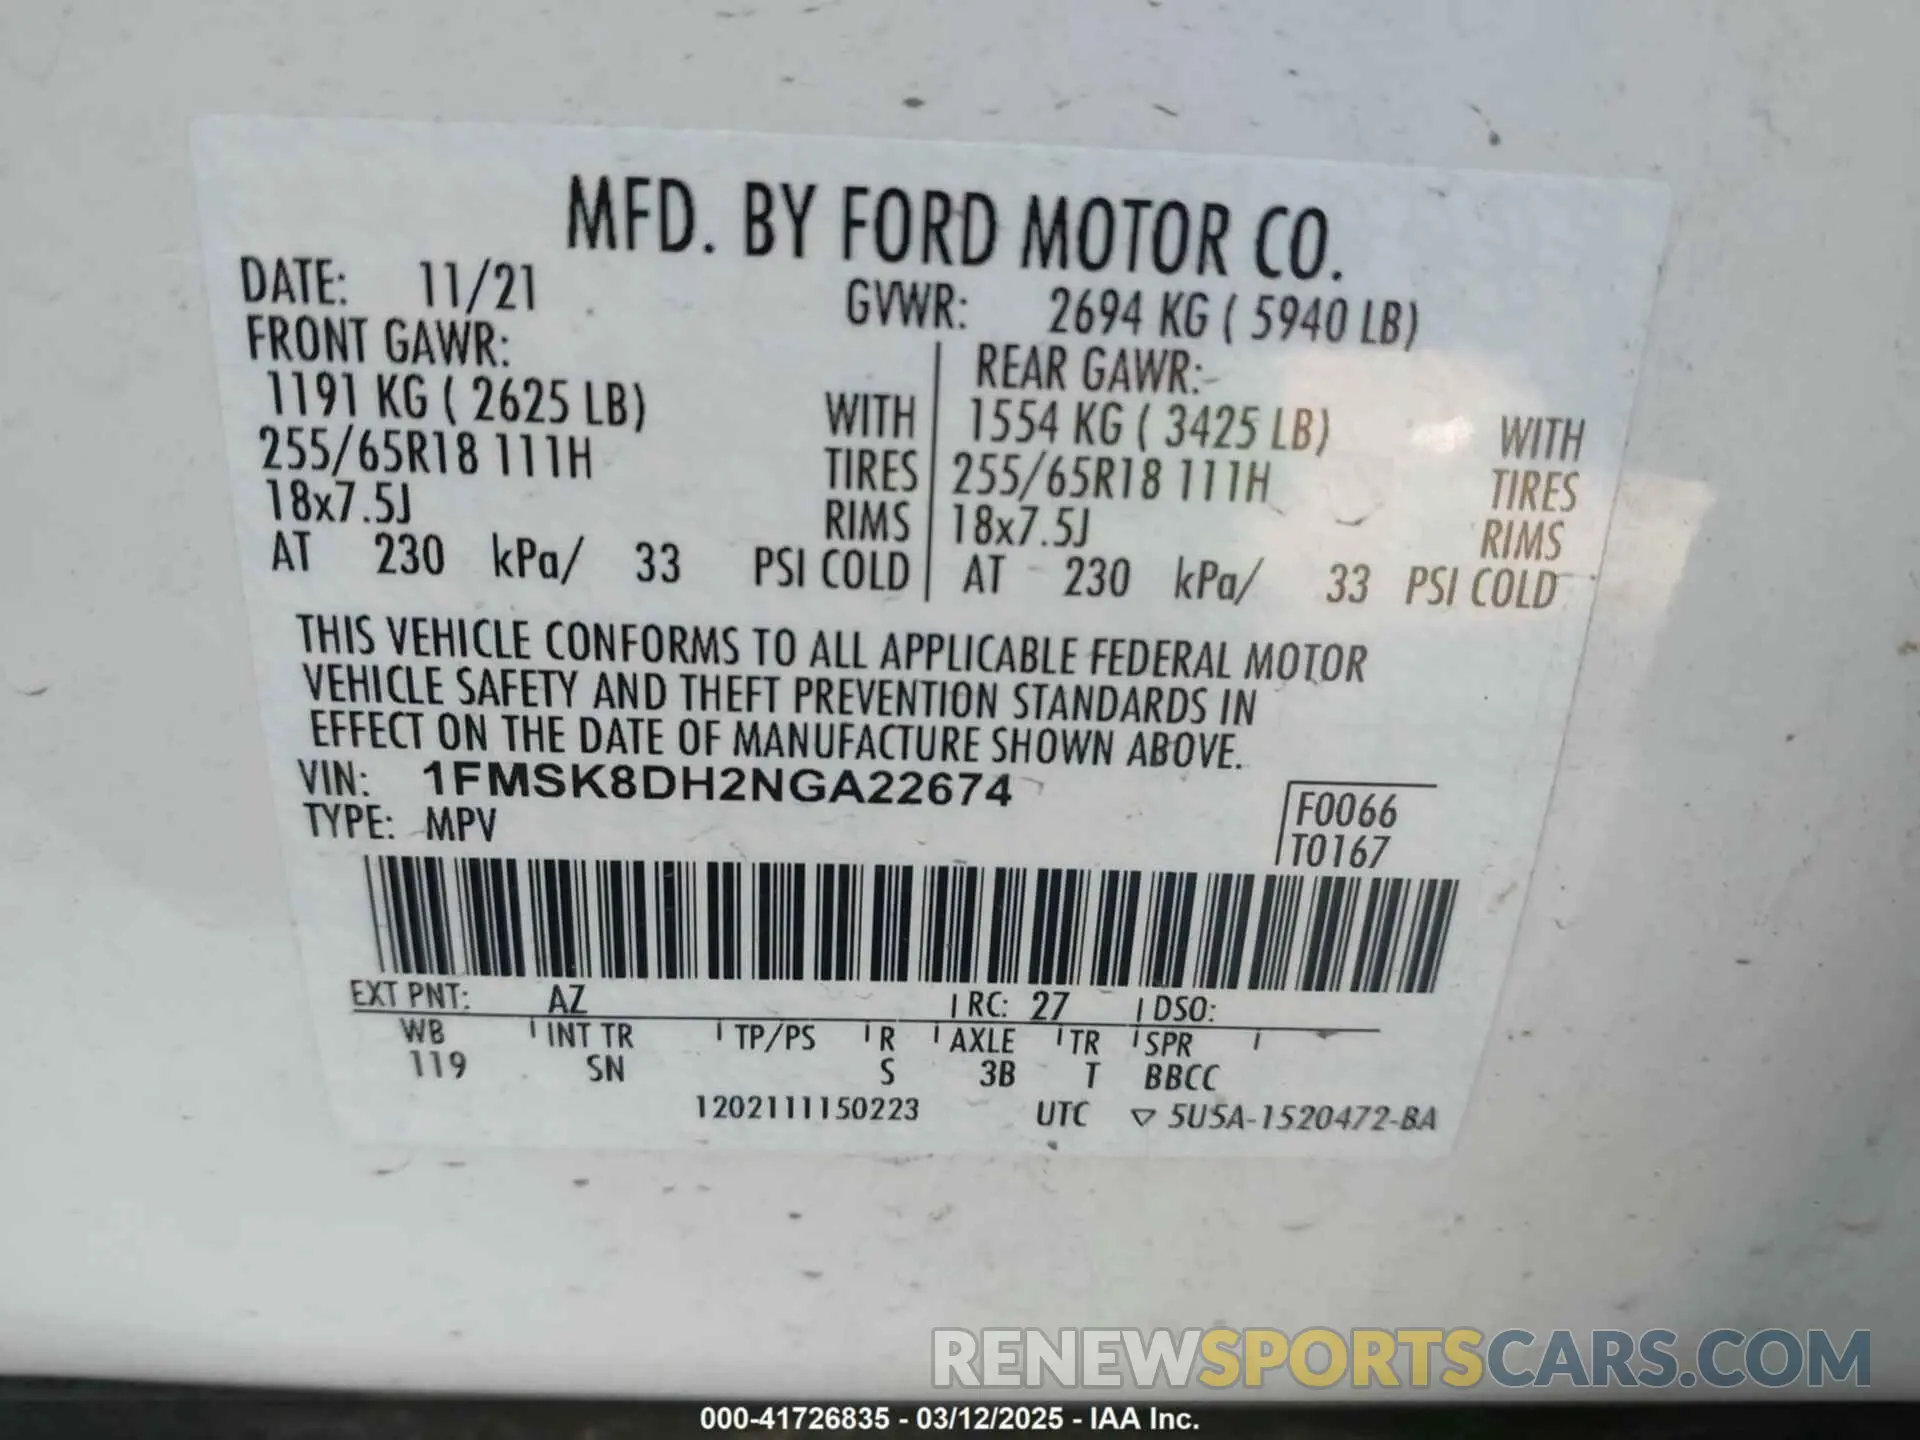 MFD. BY FORD MOTOR CO.
DATE: 11/21 GVWR: 2694 KG ( 5940 LB)
FRONT GAWR: REAR GAWR:
1191 KG ( 2625 LB) WITH 1554 KG ( 3425 LB) WITH
255/65R18 111H TIRES 255/65R18 111H TIRES
18x7.5J RIMS 18x7.5J RIMS
AT 230 kPa/ 33 PSI COLD AT 230 kPa/ 33 PSI COLD
THIS VEHICLE CONFORMS TO ALL APPLICABLE FEDERAL MOTOR
VEHICLE SAFETY AND THEFT PREVENTION STANDARDS IN
EFFECT ON THE DATE OF MANUFACTURE SHOWN ABOVE.
VIN: 1FMSK8DH2NGA22674
TYPE: MPV
F0066
T0167
EXT PNT: AZ RC: 27 DSO:
WB INT TR TP/PS R AXLE TR SPR
119 SN S 3B T BBCC
1202111150223 UTC ▽ 5U5A-1520472-BA
RENEWSPORTSCARS.COM
000-41726835 - 03/12/2025 - IAA Inc.